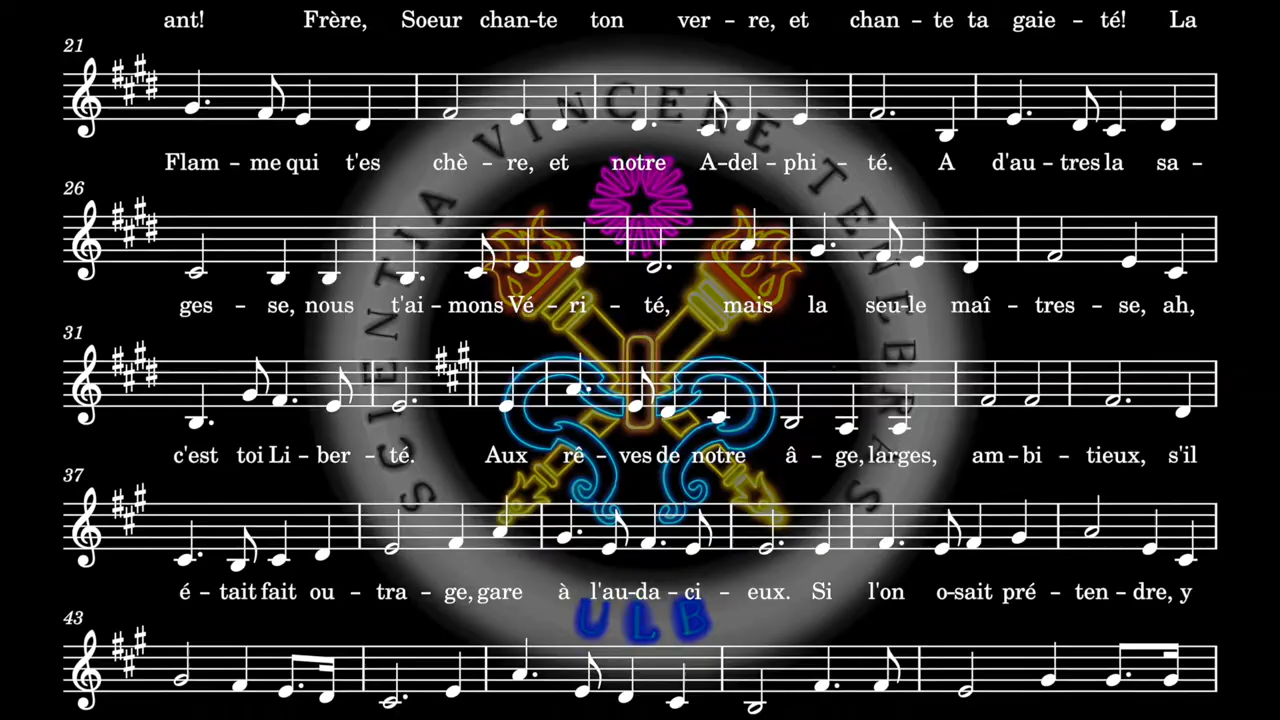 ant! Frère, Soeur chan-te ton ver - re, et chan - te ta gaie - té! La
21
Flam - me qui t'es chè - re, et notre A-del - phi - té. A d'au - tres la sa -
26
ges - se, nous t'ai - mons Vé - ri - té, mais la seu-le maî - tres - se, ah,
31
c'est toi Li - ber - té. Aux rê - ves de notre â - ge, larges, am - bi - tieux, s'il
37
é - tait fait ou - tra - ge, gare à l'au-da - ci - eux. Si l'on o-sait pré - ten - dre, y
43
SCIENTIA VINCERE TENEBRAS
ULB